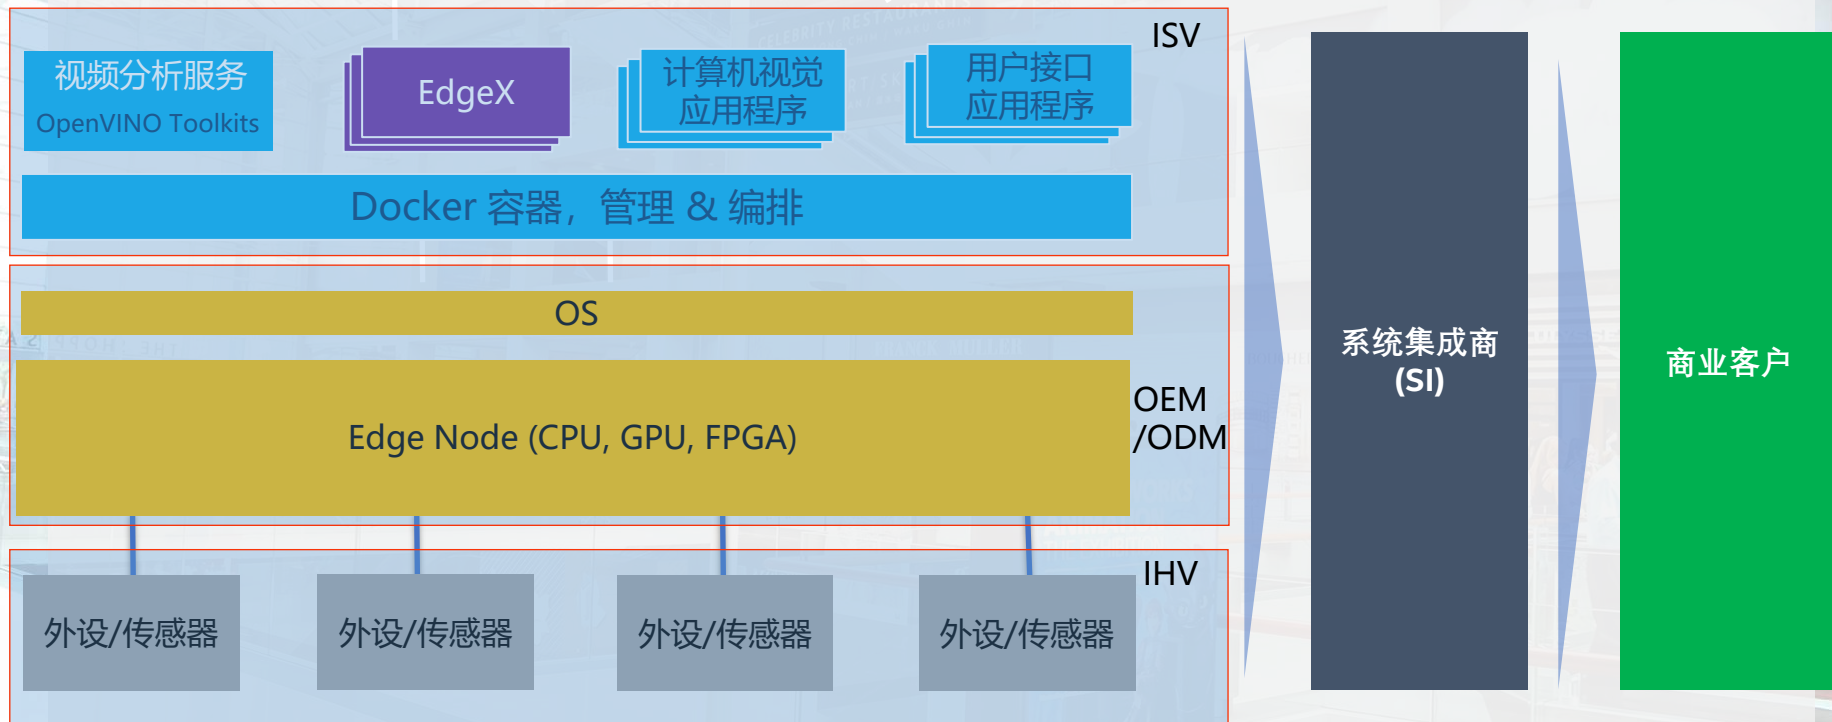 ISV
视频分析服务
OpenVINO Toolkits
EdgeX
计算机视觉
应用程序
用户接口
应用程序
Docker 容器，管理 & 编排
OS
Edge Node (CPU, GPU, FPGA)
OEM
/ODM
IHV
外设/传感器
外设/传感器
外设/传感器
外设/传感器
系统集成商
(SI)
商业客户